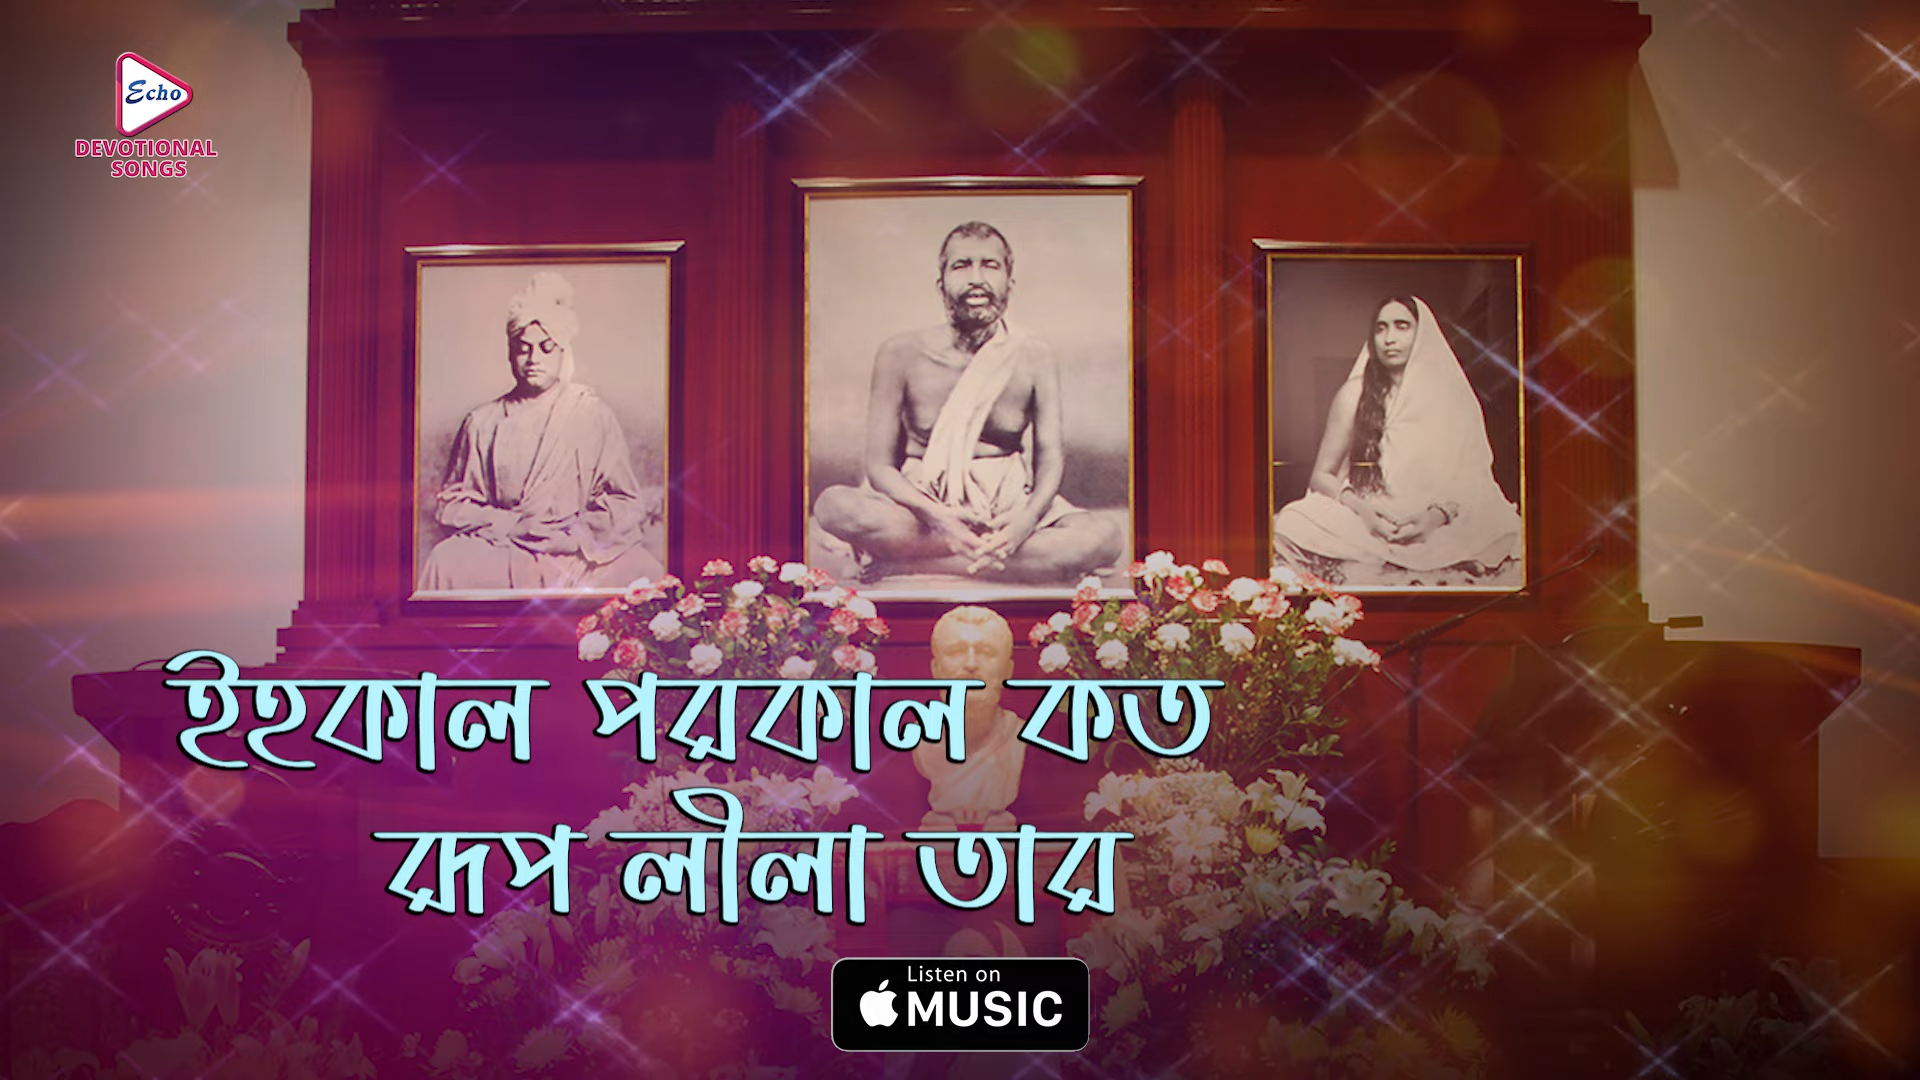 Echo
DEVOTIONAL
SONGS
ইহকাল পরকাল কত
রূপ লীলা তার
Listen on
MUSIC